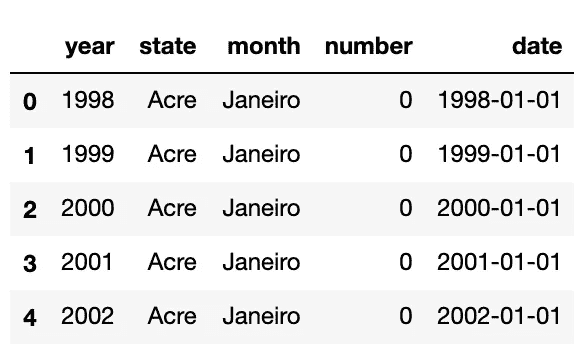 year state month number date
0 1998 Acre Janeiro 0 1998-01-01
1 1999 Acre Janeiro 0 1999-01-01
2 2000 Acre Janeiro 0 2000-01-01
3 2001 Acre Janeiro 0 2001-01-01
4 2002 Acre Janeiro 0 2002-01-01